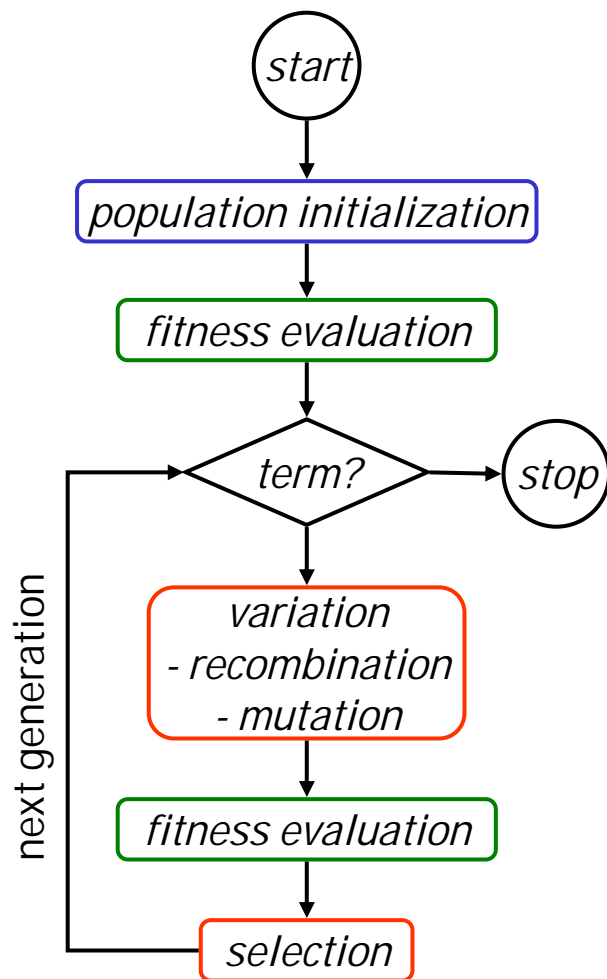 start
population initialization
fitness evaluation
term?
stop
variation
- recombination
- mutation
fitness evaluation
selection
next generation